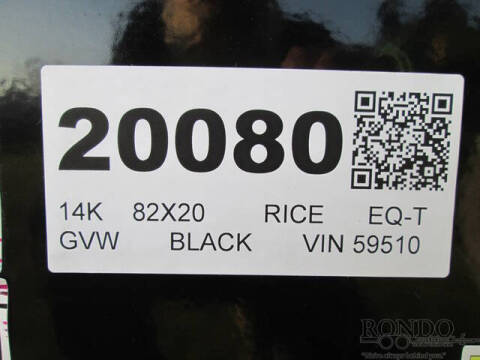 20080
14K 82X20 RICE EQ-T
GVW BLACK VIN 59510
RONDO